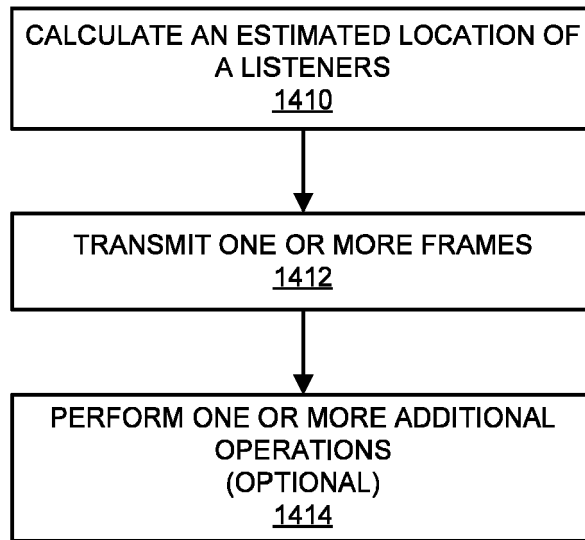 CALCULATE AN ESTIMATED LOCATION OF
A LISTENERS
1410
TRANSMIT ONE OR MORE FRAMES
1412
PERFORM ONE OR MORE ADDITIONAL
OPERATIONS
(OPTIONAL)
1414